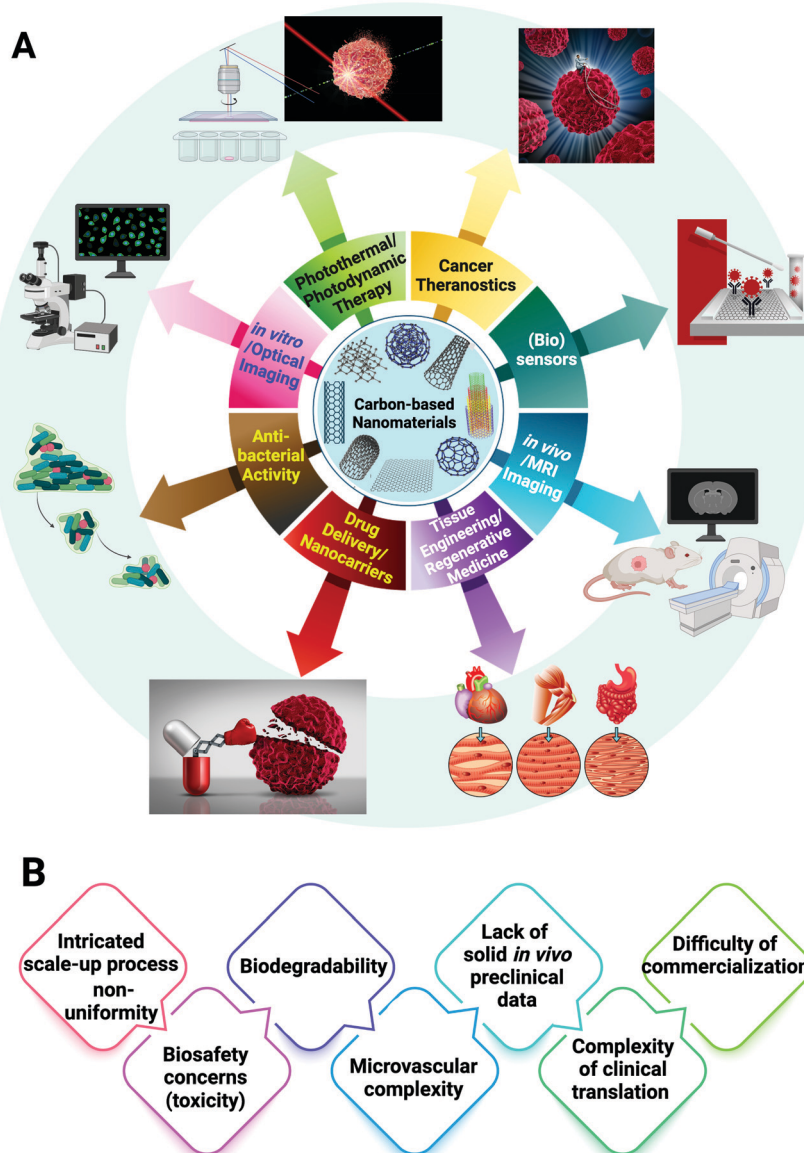 A
Photothermal/
Photodynamic
Therapy
Cancer
Theranostics
(Bio)
sensors
in vivo
/MRI
Imaging
Tissue
Engineering/
Regenerative
Medicine
Drug
Delivery/
Nanocarriers
Anti-
bacterial
Activity
in vitro
/Optical
Imaging
Carbon-based
Nanomaterials
B
Intricated
scale-up process
non-
uniformity
Biosafety
concerns
(toxicity)
Biodegradability
Microvascular
complexity
Lack of
solid in vivo
preclinical
data
Complexity
of clinical
translation
Difficulty of
commercialization